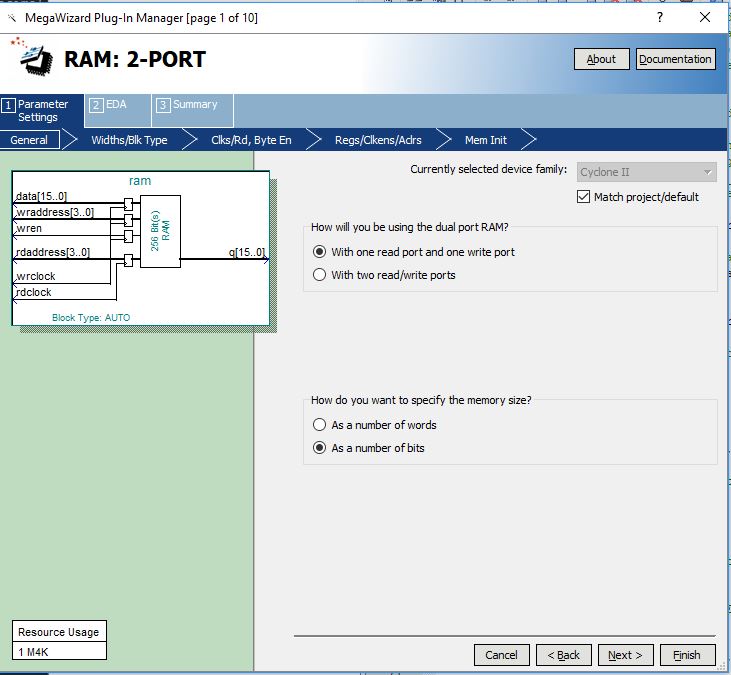 MegaWizard Plug-In Manager [page 1 of 10]
?
RAM: 2-PORT
About
Documentation
1 Parameter Settings
2 EDA
3 Summary
General
Widths/Blk Type
Clks/Rd, Byte En
Regs/Clkens/Aclrs
Mem Init
ram
data[15..0]
wraddress[3..0]
wren
rdaddress[3..0]
q[15..0]
wrclock
rdclock
256 Bit(s)
RAM
Block Type: AUTO
Currently selected device family:
Cyclone II
Match project/default
How will you be using the dual port RAM?
With one read port and one write port
With two read/write ports
How do you want to specify the memory size?
As a number of words
As a number of bits
Resource Usage
1 M4K
Cancel
< Back
Next >
Finish